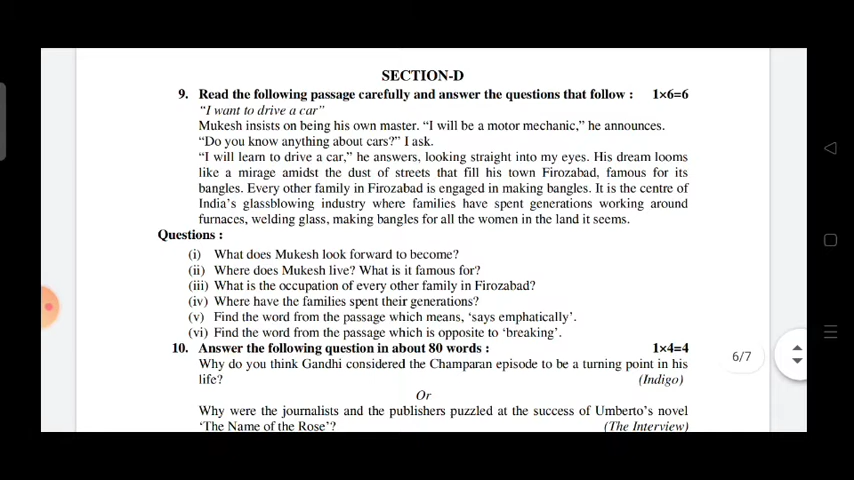 SECTION-D
9. Read the following passage carefully and answer the questions that follow : 1×6=6
“I want to drive a car”
Mukesh insists on being his own master. “I will be a motor mechanic,” he announces.
“Do you know anything about cars?” I ask.
“I will learn to drive a car,” he answers, looking straight into my eyes. His dream looms
like a mirage amidst the dust of streets that fill his town Firozabad, famous for its
bangles. Every other family in Firozabad is engaged in making bangles. It is the centre of
India’s glassblowing industry where families have spent generations working around
furnaces, welding glass, making bangles for all the women in the land it seems.
Questions :
(i) What does Mukesh look forward to become?
(ii) Where does Mukesh live? What is it famous for?
(iii) What is the occupation of every other family in Firozabad?
(iv) Where have the families spent their generations?
(v) Find the word from the passage which means, ‘says emphatically’.
(vi) Find the word from the passage which is opposite to ‘breaking’.
10. Answer the following question in about 80 words : 1×4=4
Why do you think Gandhi considered the Champaran episode to be a turning point in his
life? (Indigo)
Or
Why were the journalists and the publishers puzzled at the success of Umberto’s novel
‘The Name of the Rose’? (The Interview)
6/7